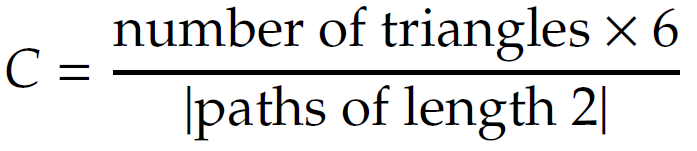 C = number of triangles × 6
|paths of length 2|